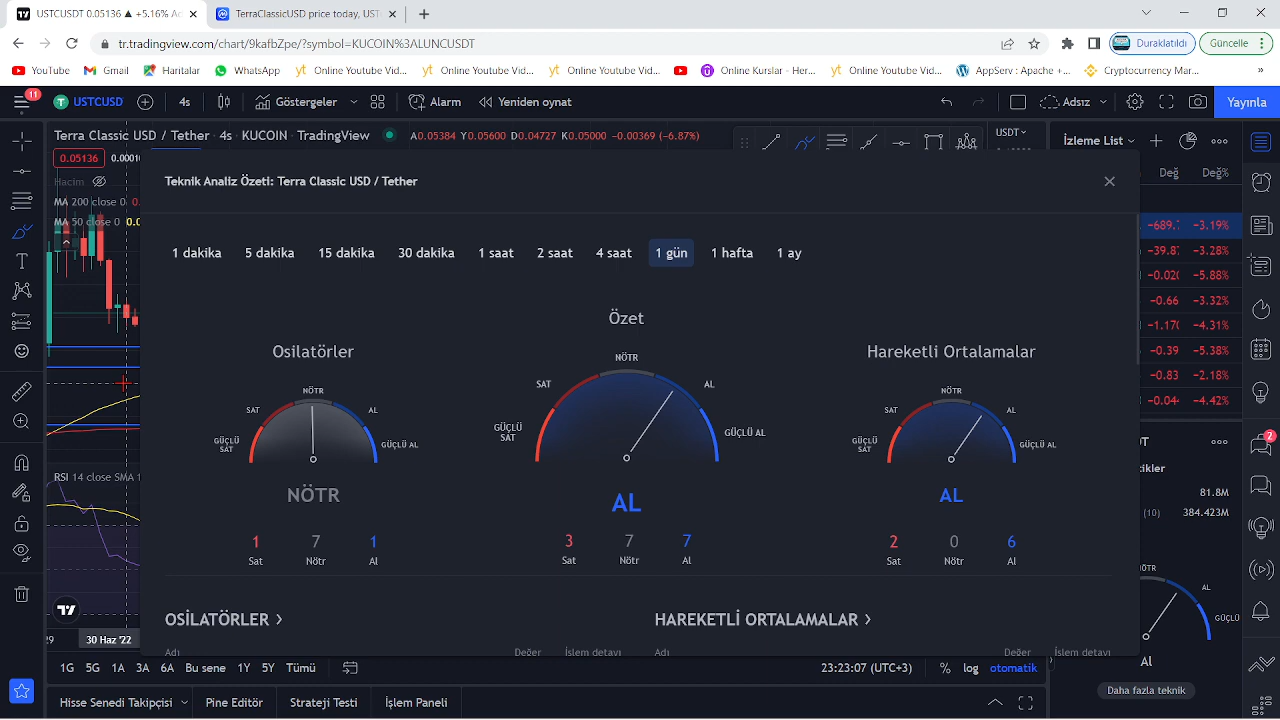 USTCUSDT 0.05136 ▲ +5.16% Ad
TerraClassicUSD price today, UST
tr.tradingview.com/chart/9kafbZpe/?symbol=KUCOIN%3ALUNCUSDT
Duraklatıldı
Güncelle
YouTube
Gmail
Haritalar
WhatsApp
Online Youtube Vid...
Online Youtube Vid...
Online Youtube Vid...
Online Kurslar - Her...
Online Youtube Vid...
AppServ : Apache +...
Cryptocurrency Mar...
»
11
USTCUSD
4s
Göstergeler
Alarm
Yeniden oynat
Adsız
Yayınla
Terra Classic USD / Tether · 4s · KUCOIN · TradingView
A0.05384 Y0.05600 D0.04727 K0.05000 −0.00369 (−6.87%)
USDT
İzleme List
0.05136
0.0001
Hacim
MA 200 close 0
MA 50 close 0
Değ
Değ%
Teknik Analiz Özeti: Terra Classic USD / Tether
1 dakika
5 dakika
15 dakika
30 dakika
1 saat
2 saat
4 saat
1 gün
1 hafta
1 ay
−689.
−3.19%
−39.87
−3.28%
−0.020
−5.88%
−0.66
−3.32%
−1.170
−4.31%
−0.39
−5.38%
−0.83
−2.18%
−0.044
−4.42%
Özet
NÖTR
SAT
AL
GÜÇLÜ
SAT
GÜÇLÜ AL
AL
3
7
7
Sat
Nötr
Al
Osilatörler
NÖTR
SAT
AL
GÜÇLÜ
SAT
GÜÇLÜ AL
NÖTR
1
7
1
Sat
Nötr
Al
Hareketli Ortalamalar
NÖTR
SAT
AL
GÜÇLÜ
SAT
GÜÇLÜ AL
AL
2
0
6
Sat
Nötr
Al
RSI 14 close SMA 1
2
81.8M
(10)
384.423M
AL
GÜÇLÜ
Al
Daha fazla teknik
OSİLATÖRLER >
HAREKETLİ ORTALAMALAR >
Adı
Değer
İşlem detayı
Adı
Değer
İşlem detayı
29
30 Haz '22
1G
5G
1A
3A
6A
Bu sene
1Y
5Y
Tümü
23:23:07 (UTC+3)
%
log
otomatik
Hisse Senedi Takipçisi
Pine Editör
Strateji Testi
İşlem Paneli